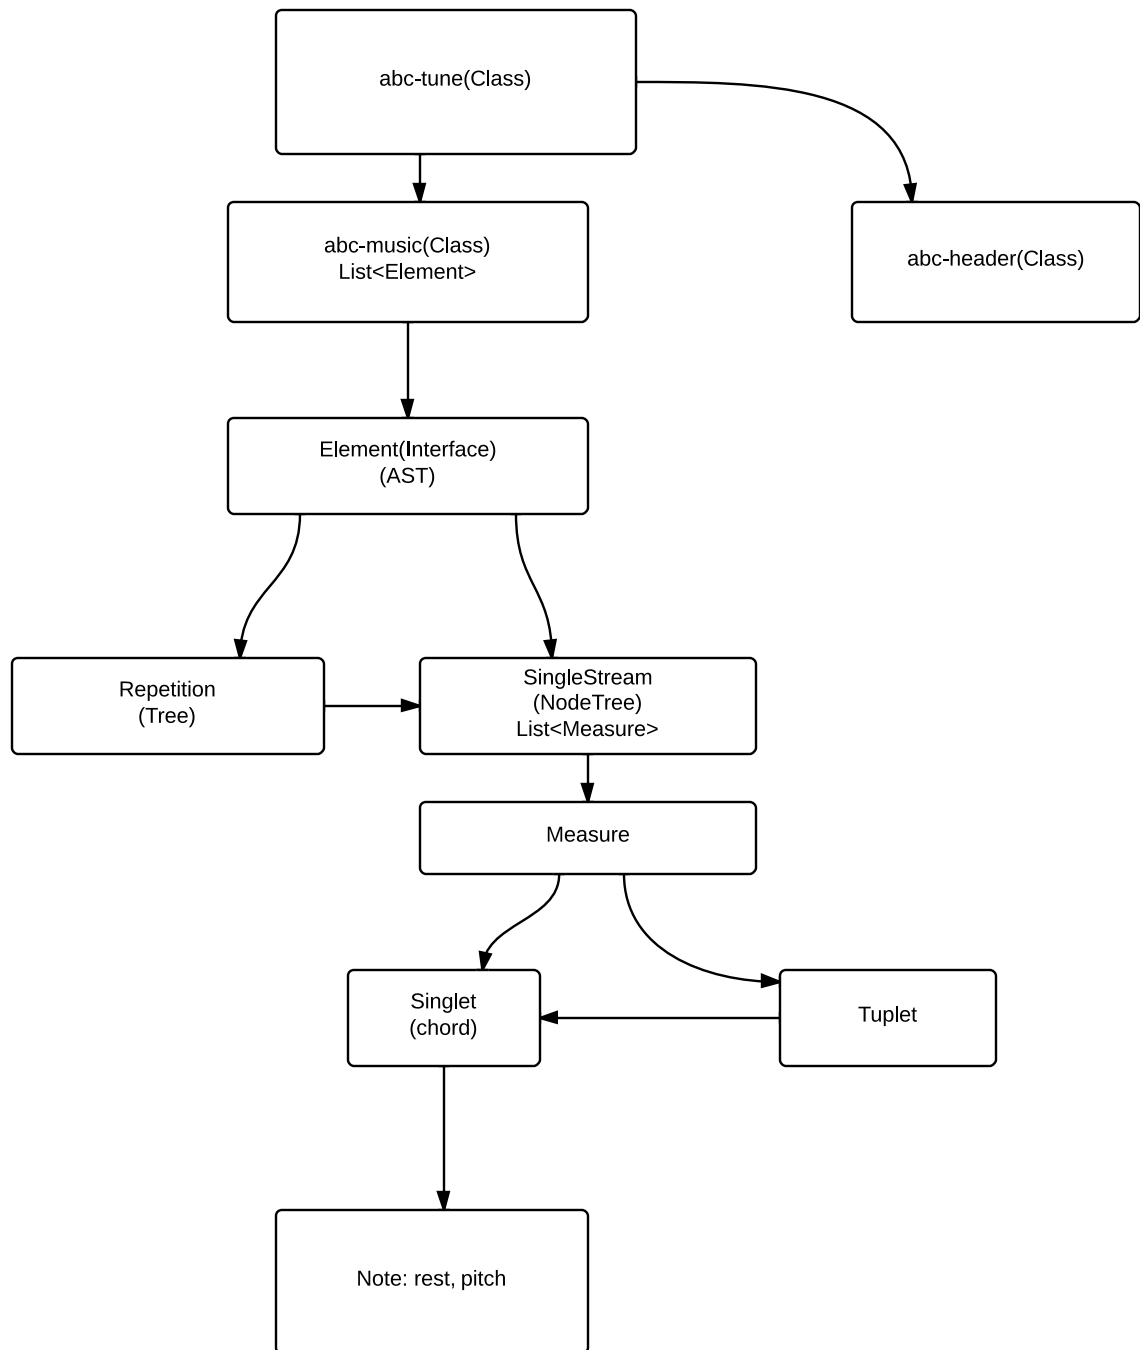 abc-tune(Class)
abc-music(Class)
List<Element>
abc-header(Class)
Element(Interface)
(AST)
Repetition
(Tree)
SingleStream
(NodeTree)
List<Measure>
Measure
Singlet
(chord)
Tuplet
Note: rest, pitch